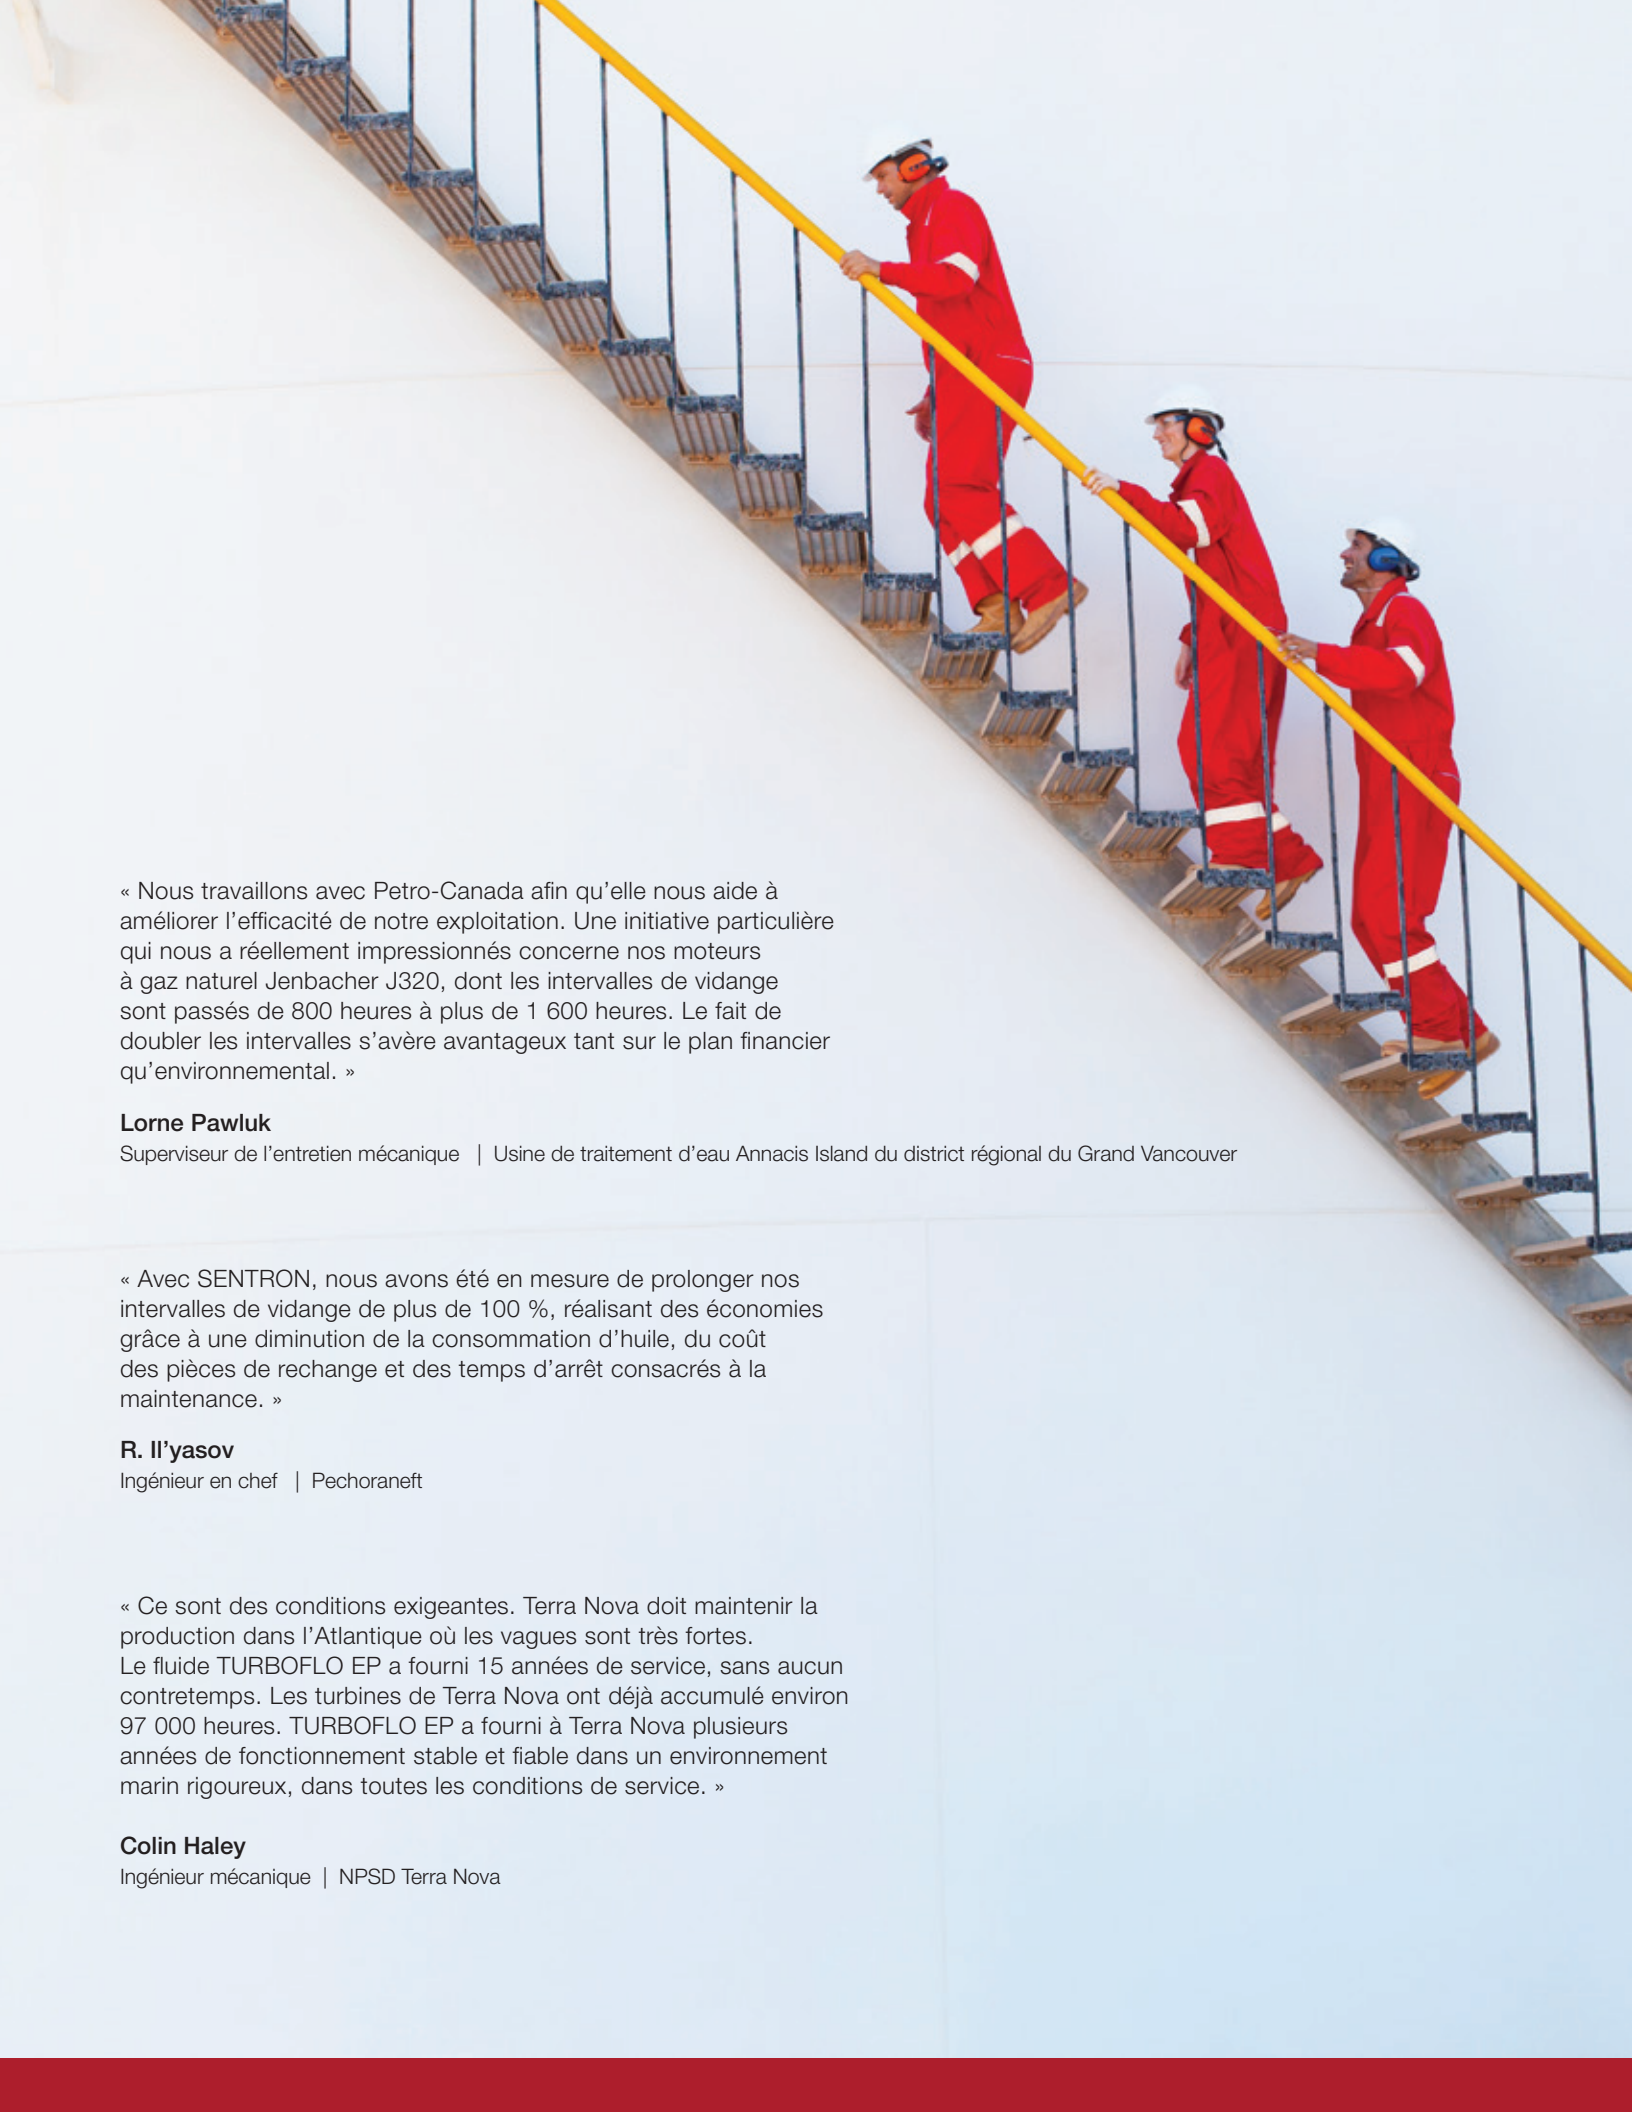 « Nous travaillons avec Petro-Canada afin qu’elle nous aide à
améliorer l’efficacité de notre exploitation. Une initiative particulière
qui nous a réellement impressionnés concerne nos moteurs
à gaz naturel Jenbacher J320, dont les intervalles de vidange
sont passés de 800 heures à plus de 1 600 heures. Le fait de
doubler les intervalles s’avère avantageux tant sur le plan financier
qu’environnemental. »
Lorne Pawluk
Superviseur de l’entretien mécanique | Usine de traitement d’eau Annacis Island du district régional du Grand Vancouver
« Avec SENTRON, nous avons été en mesure de prolonger nos
intervalles de vidange de plus de 100 %, réalisant des économies
grâce à une diminution de la consommation d’huile, du coût
des pièces de rechange et des temps d’arrêt consacrés à la
maintenance. »
R. Il’yasov
Ingénieur en chef | Pechoraneft
« Ce sont des conditions exigeantes. Terra Nova doit maintenir la
production dans l’Atlantique où les vagues sont très fortes.
Le fluide TURBOFLO EP a fourni 15 années de service, sans aucun
contretemps. Les turbines de Terra Nova ont déjà accumulé environ
97 000 heures. TURBOFLO EP a fourni à Terra Nova plusieurs
années de fonctionnement stable et fiable dans un environnement
marin rigoureux, dans toutes les conditions de service. »
Colin Haley
Ingénieur mécanique | NPSD Terra Nova